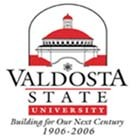 VALDOSTA
STATE
UNIVERSITY
Building for Our Next Century
1906-2006